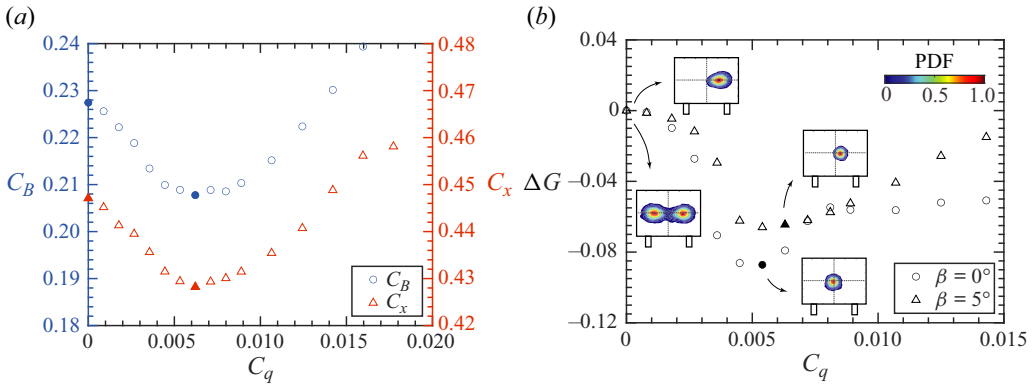 (a)
0.24
0.23
0.22
0.21
0.20
0.19
0.18
C_B
0.48
0.47
0.46
0.45
0.44
0.43
0.42
C_x
0 0.005 0.010 0.015 0.020
C_q
C_B
C_x
(b)
0.04
0
−0.04
−0.08
−0.12
ΔG
PDF
0 0.5 1.0
β = 0°
β = 5°
0 0.005 0.010 0.015
C_q